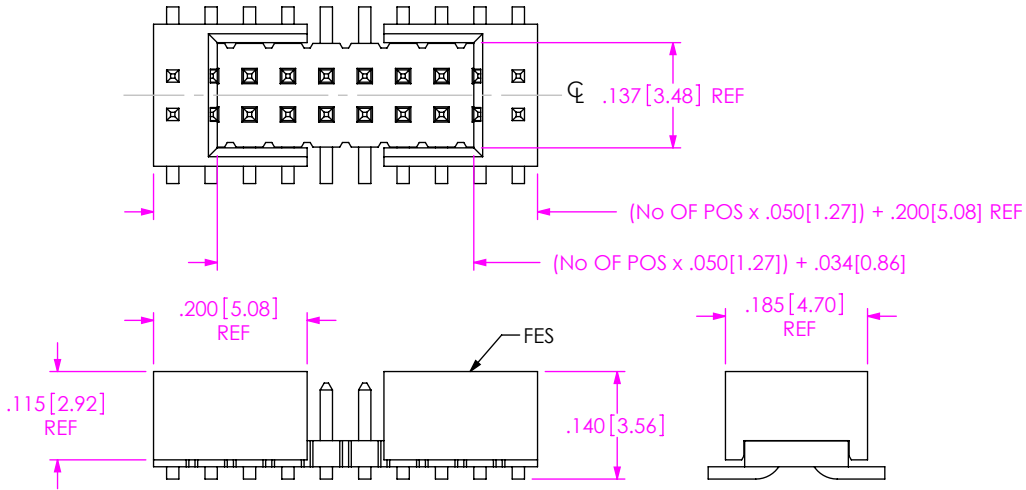 ℄ .137[3.48] REF
(No OF POS x .050[1.27]) + .200[5.08] REF
(No OF POS x .050[1.27]) + .034[0.86]
.200[5.08]
REF
FES
.185[4.70]
REF
.115[2.92]
REF
.140[3.56]